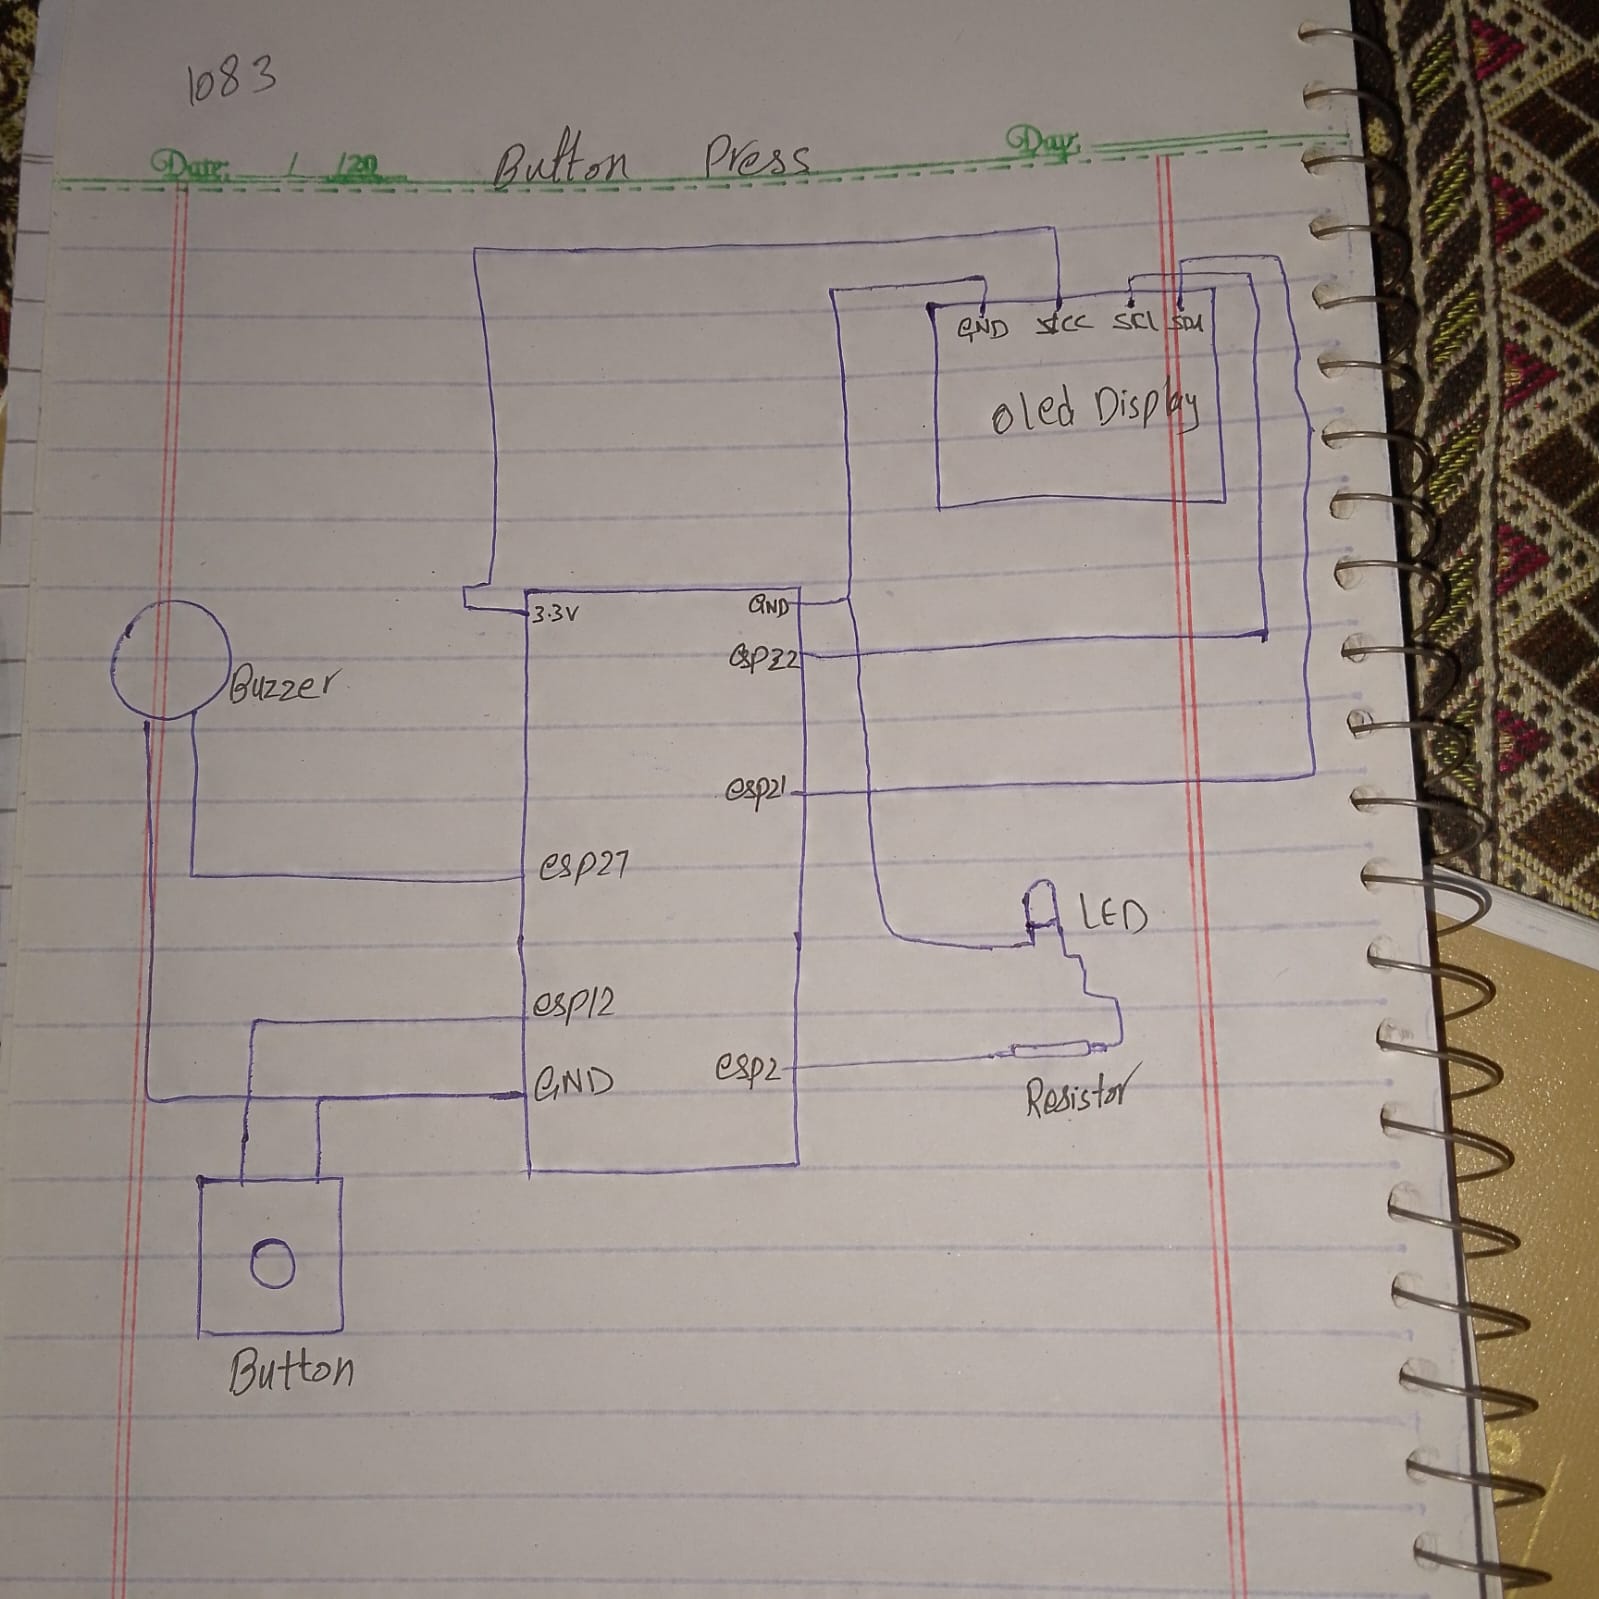 1083
Date: / /20 Button Press Day:
GND VCC SCl SDA
oled Display
3.3V GND
esp22
Buzzer
esp21
esp27
LED
esp12
esp2
GND
Resistor
Button